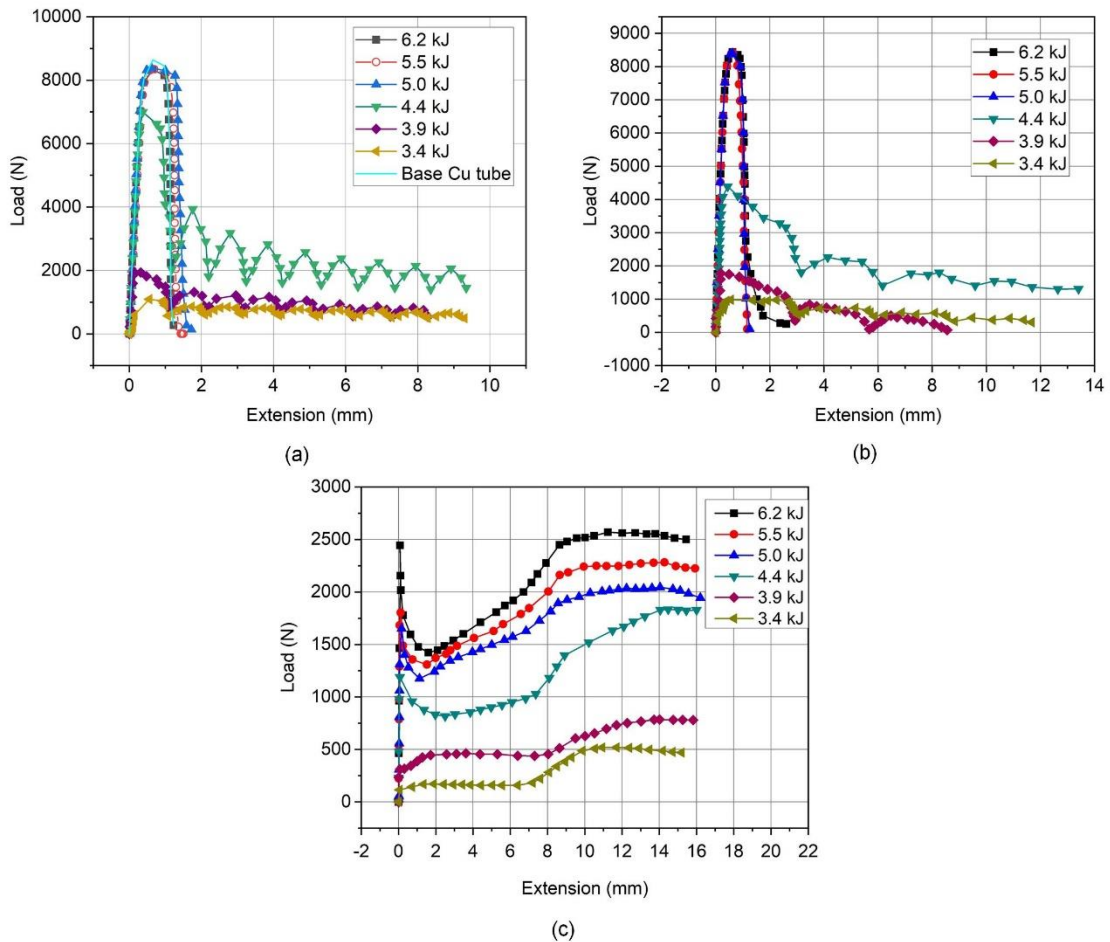 10000
8000
6000
4000
2000
0
Load (N)
0 2 4 6 8 10
Extension (mm)
6.2 kJ
5.5 kJ
5.0 kJ
4.4 kJ
3.9 kJ
3.4 kJ
Base Cu tube
(a)
9000
8000
7000
6000
5000
4000
3000
2000
1000
0
-1000
Load (N)
-2 0 2 4 6 8 10 12 14
Extension (mm)
6.2 kJ
5.5 kJ
5.0 kJ
4.4 kJ
3.9 kJ
3.4 kJ
(b)
3000
2500
2000
1500
1000
500
0
Load (N)
-2 0 2 4 6 8 10 12 14 16 18 20 22
Extension (mm)
6.2 kJ
5.5 kJ
5.0 kJ
4.4 kJ
3.9 kJ
3.4 kJ
(c)